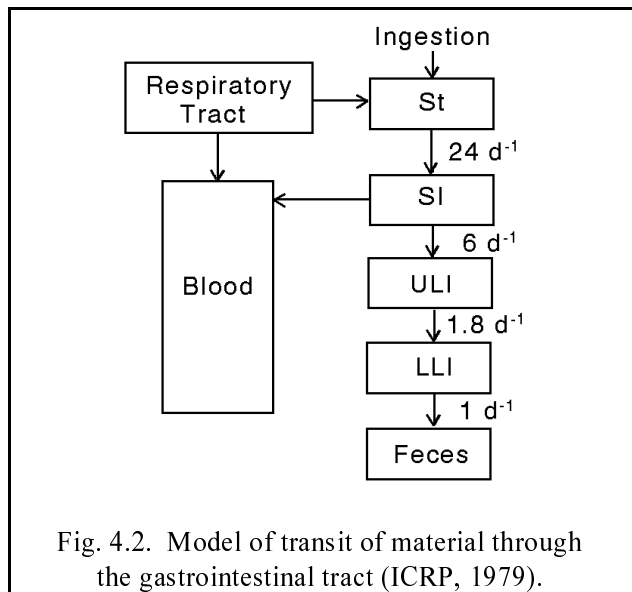 Ingestion
Respiratory
Tract
St
24 d⁻¹
SI
6 d⁻¹
Blood
ULI
1.8 d⁻¹
LLI
1 d⁻¹
Feces
Fig. 4.2. Model of transit of material through
the gastrointestinal tract (ICRP, 1979).